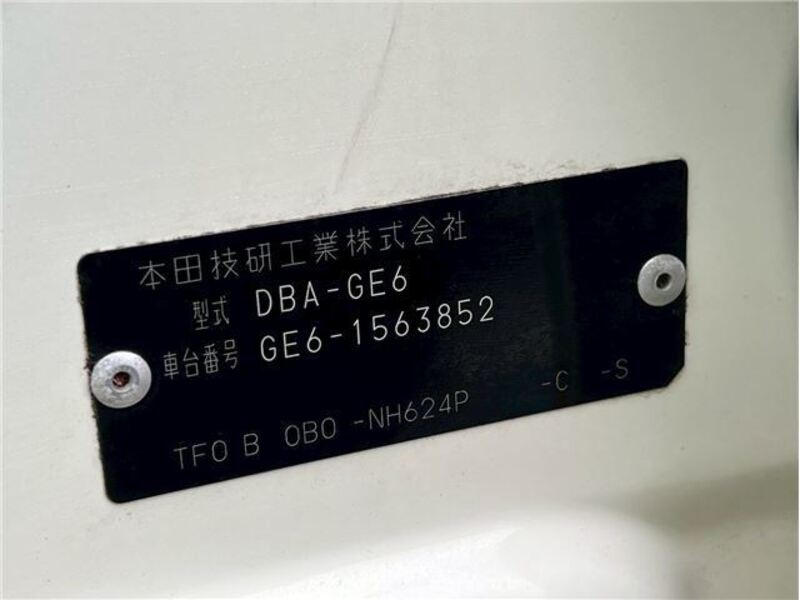 本田技研工業株式会社
型式 DBA-GE6
車台番号 GE6-1563852
TF0 B 0B0 -NH624P -C -S